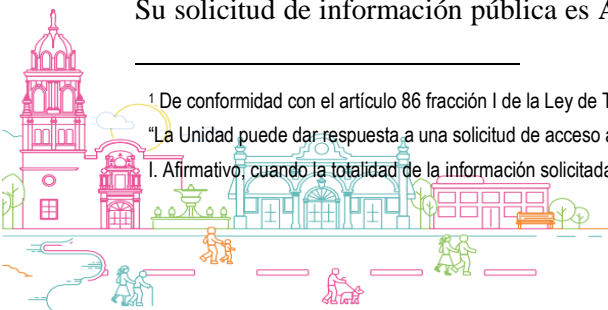 Su solicitud de información pública es
¹ De conformidad con el artículo 86 fracción I de la Ley de
“La Unidad puede dar respuesta a una solicitud de acceso
I. Afirmativo, cuando la totalidad de la información solicitada